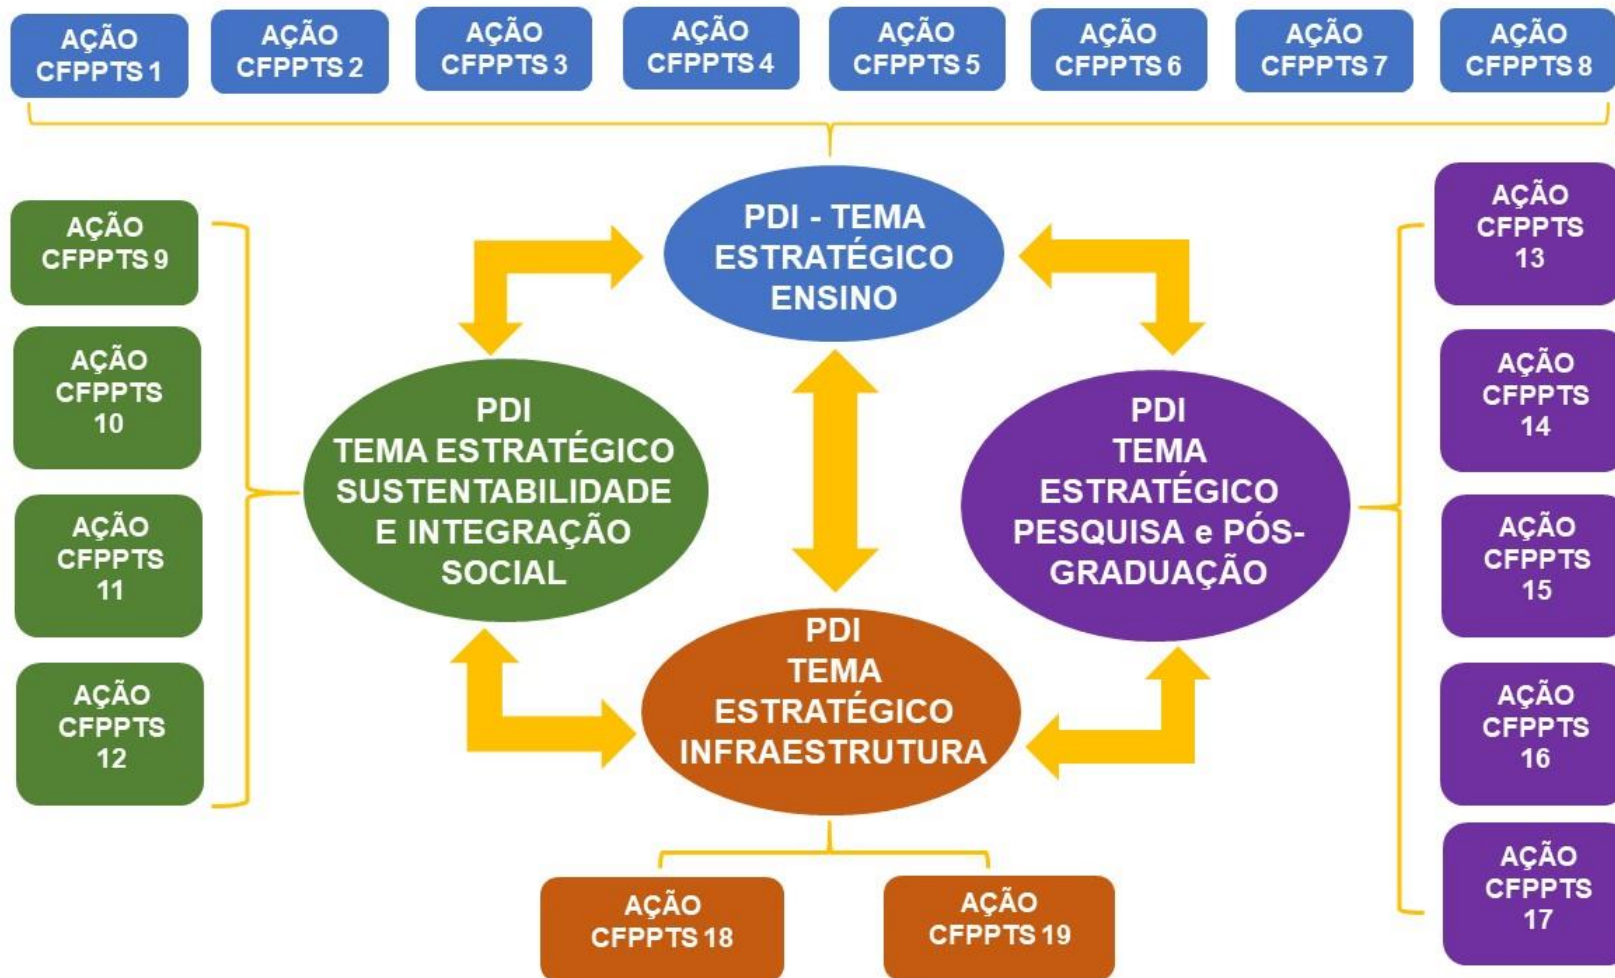 AÇÃO
CFPPTS 1
AÇÃO
CFPPTS 2
AÇÃO
CFPPTS 3
AÇÃO
CFPPTS 4
AÇÃO
CFPPTS 5
AÇÃO
CFPPTS 6
AÇÃO
CFPPTS 7
AÇÃO
CFPPTS 8
PDI - TEMA
ESTRATÉGICO
ENSINO
AÇÃO
CFPPTS 9
AÇÃO
CFPPTS
10
AÇÃO
CFPPTS
11
AÇÃO
CFPPTS
12
PDI
TEMA ESTRATÉGICO
SUSTENTABILIDADE
E INTEGRAÇÃO
SOCIAL
PDI
TEMA
ESTRATÉGICO
PESQUISA e PÓS-
GRADUAÇÃO
AÇÃO
CFPPTS
13
AÇÃO
CFPPTS
14
AÇÃO
CFPPTS
15
AÇÃO
CFPPTS
16
AÇÃO
CFPPTS
17
PDI
TEMA
ESTRATÉGICO
INFRAESTRUTURA
AÇÃO
CFPPTS 18
AÇÃO
CFPPTS 19